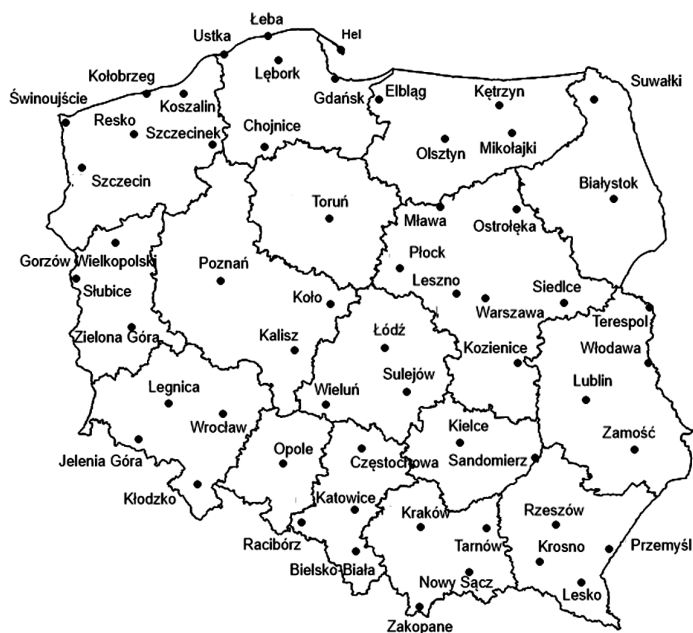 Łeba
Ustka
Hel
Lębork
Kołobrzeg
Koszalin
Gdańsk
Elbląg
Kętrzyn
Suwałki
Świnoujście
Resko
Szczecinek
Chojnice
Olsztyn
Mikołajki
Szczecin
Białystok
Toruń
Mława
Ostrołęka
Gorzów Wielkopolski
Poznań
Płock
Słubice
Leszno
Siedlce
Koło
Warszawa
Terespol
Zielona Góra
Kalisz
Łódź
Włodawa
Kozienice
Legnica
Wieluń
Sulejów
Lublin
Wrocław
Jelenia Góra
Opole
Częstochowa
Kielce
Sandomierz
Zamość
Kłodzko
Katowice
Kraków
Rzeszów
Racibórz
Tarnów
Przemyśl
Bielsko-Biała
Krosno
Nowy Sącz
Lesko
Zakopane